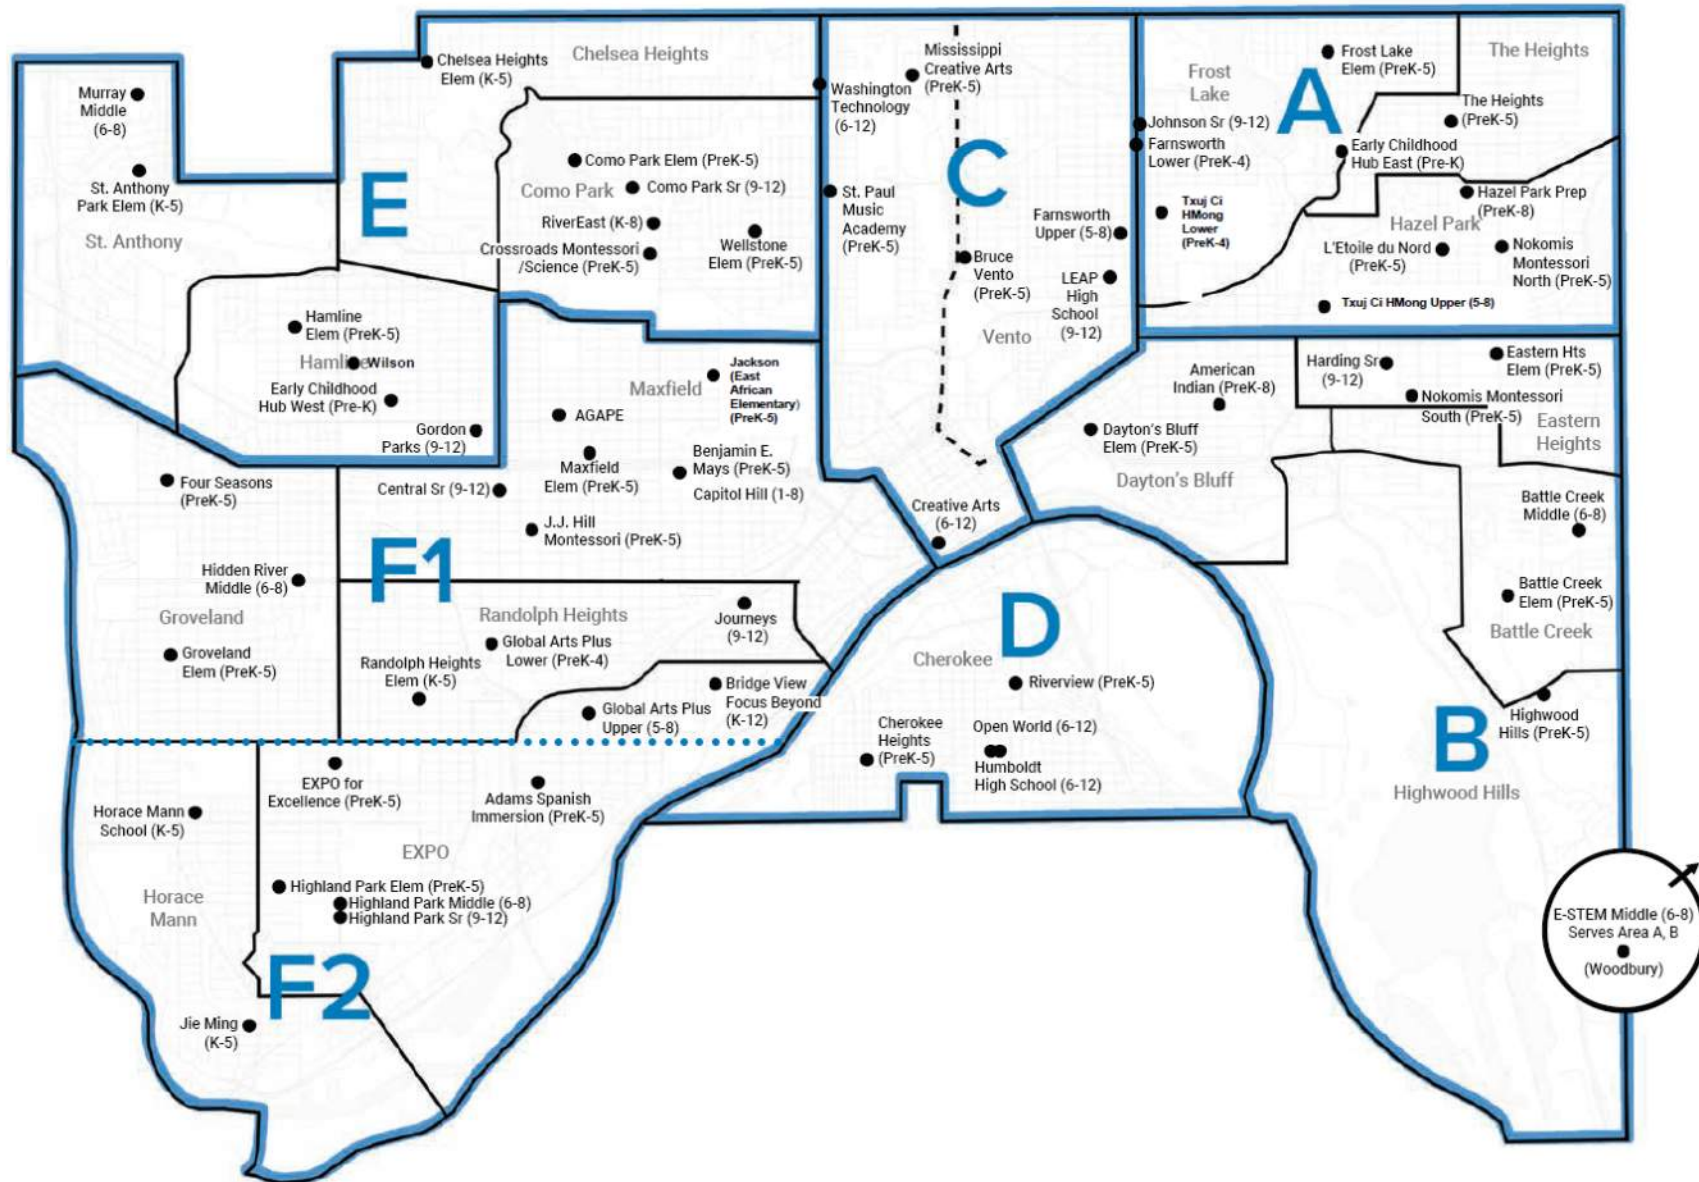 Chelsea Heights
Elem (K-5)
Chelsea Heights
Murray
Middle
(6-8)
St. Anthony
Park Elem (K-5)
St. Anthony
E
Como Park Elem (PreK-5)
Como Park
Como Park Sr (9-12)
RiverEast (K-8)
Crossroads Montessori
/Science (PreK-5)
Wellstone
Elem (PreK-5)
Hamline
Elem (PreK-5)
Hamline
Wilson
Early Childhood
Hub West (Pre-K)
Gordon
Parks (9-12)
Washington
Technology
(6-12)
Mississippi
Creative Arts
(PreK-5)
C
St. Paul
Music
Academy
(PreK-5)
Farnsworth
Upper (5-8)
Bruce
Vento
(PreK-5)
LEAP
High
School
(9-12)
Vento
Creative Arts
(6-12)
Frost Lake
Elem (PreK-5)
The Heights
Frost
Lake
A
The Heights
(PreK-5)
Johnson Sr (9-12)
Farnsworth
Lower (PreK-4)
Early Childhood
Hub East (Pre-K)
Txuj Ci
HMong
Lower
(PreK-4)
Hazel Park Prep
(PreK-8)
Hazel Park
L'Etoile du Nord
(PreK-5)
Nokomis
Montessori
North (PreK-5)
Txuj Ci HMong Upper (5-8)
American
Indian (PreK-8)
Harding Sr
(9-12)
Eastern Hts
Elem (PreK-5)
Nokomis Montessori
South (PreK-5)
Eastern
Heights
Dayton's Bluff
Elem (PreK-5)
Dayton's Bluff
Battle Creek
Middle (6-8)
Battle Creek
Elem (PreK-5)
Battle Creek
Highwood
Hills (PreK-5)
B
Highwood Hills
E-STEM Middle (6-8)
Serves Area A, B
(Woodbury)
Maxfield
Jackson
(East
African
Elementary)
(PreK-5)
AGAPE
Maxfield
Elem (PreK-5)
Benjamin E.
Mays (PreK-5)
Capitol Hill (1-8)
Central Sr (9-12)
J.J. Hill
Montessori (PreK-5)
Four Seasons
(PreK-5)
F1
Hidden River
Middle (6-8)
Groveland
Groveland
Elem (PreK-5)
Randolph Heights
Journeys
(9-12)
Global Arts Plus
Lower (PreK-4)
Randolph Heights
Elem (K-5)
Bridge View
Focus Beyond
(K-12)
Global Arts Plus
Upper (5-8)
D
Cherokee
Riverview (PreK-5)
Cherokee
Heights
(PreK-5)
Open World (6-12)
Humboldt
High School (6-12)
EXPO for
Excellence (PreK-5)
Adams Spanish
Immersion (PreK-5)
Horace Mann
School (K-5)
EXPO
Horace
Mann
Highland Park Elem (PreK-5)
Highland Park Middle (6-8)
Highland Park Sr (9-12)
F2
Jie Ming
(K-5)